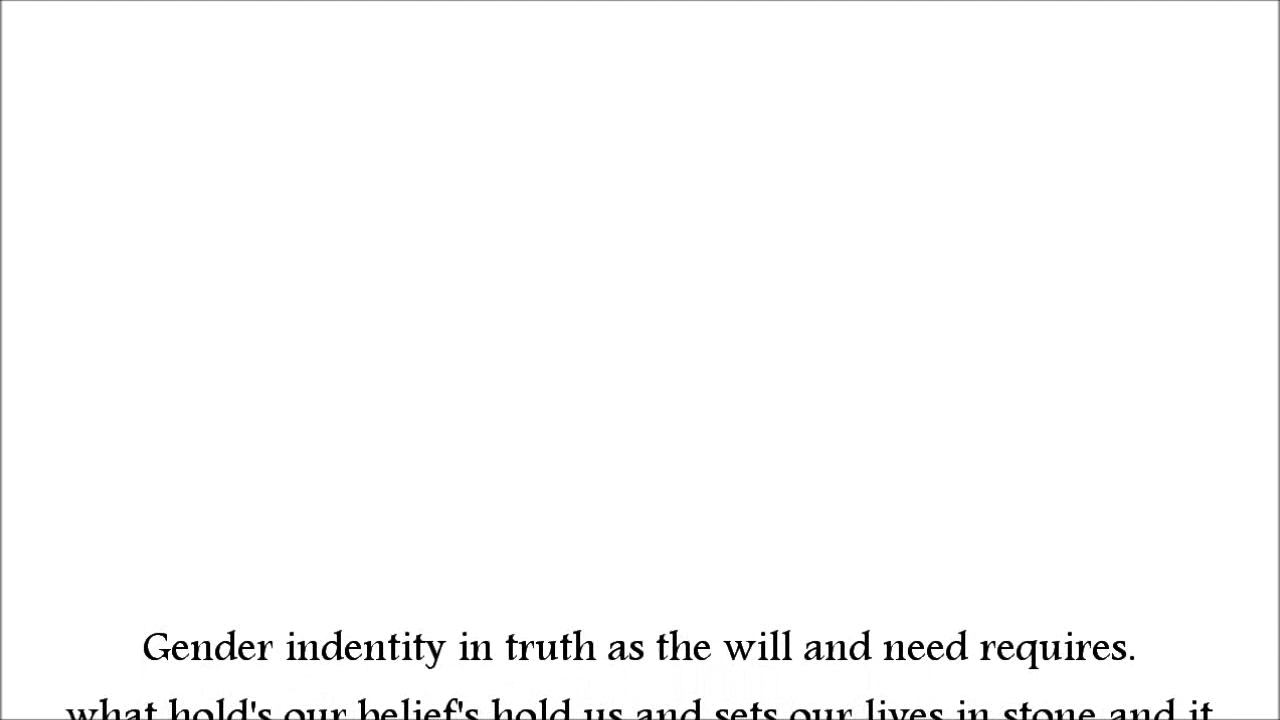 Gender indentity in truth as the will and need requires.
what hold's our belief's hold us and sets our lives in stone and it